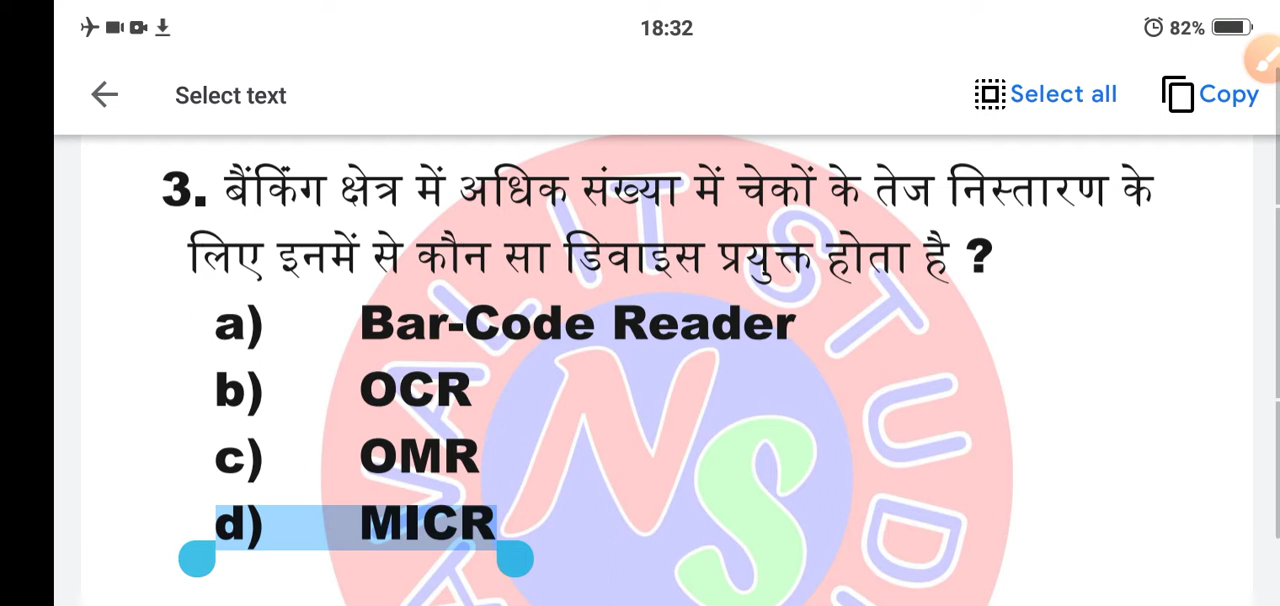 18:32
82%
Select text
Select all
Copy
3. बैंकिंग क्षेत्र में अधिक संख्या में चेकों के तेज निस्तारण के
लिए इनमें से कौन सा डिवाइस प्रयुक्त होता है ?
a) Bar-Code Reader
b) OCR
c) OMR
d) MICR
NS